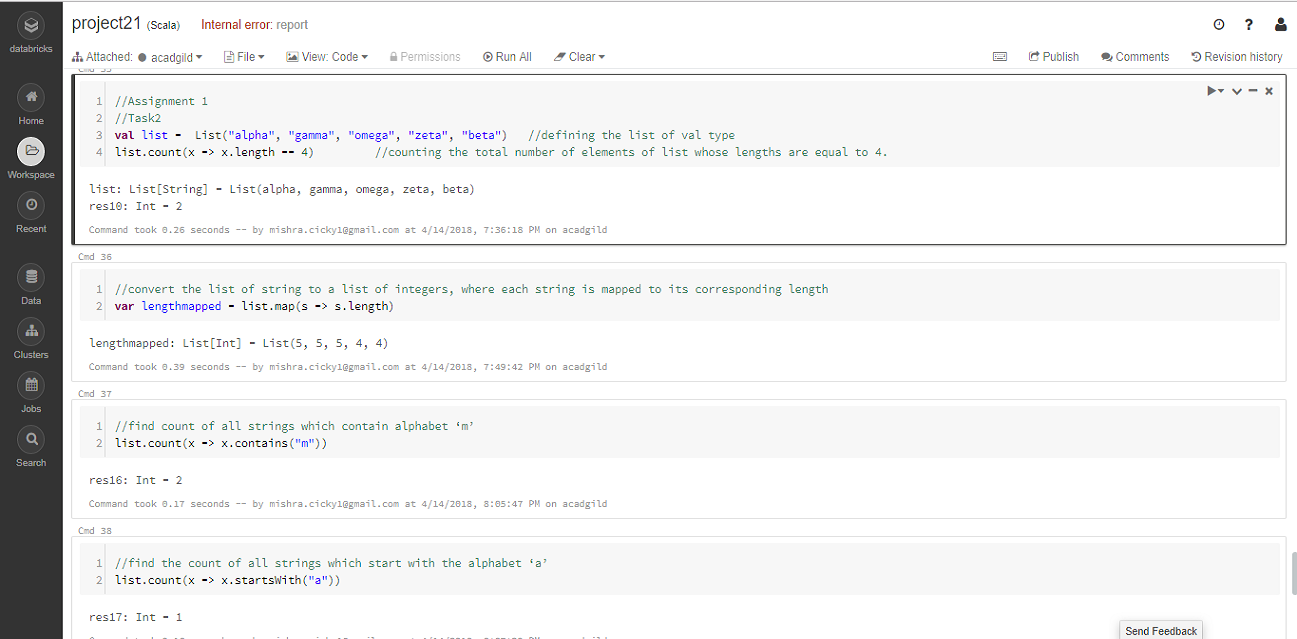 project21 (Scala) Internal error: report
databricks
Attached: acadgild File View: Code Permissions Run All Clear Publish Comments Revision history
Home
Workspace
Recent
Data
Clusters
Jobs
Search
1 //Assignment 1
2 //Task2
3 val list = List("alpha", "gamma", "omega", "zeta", "beta") //defining the list of val type
4 list.count(x => x.length == 4) //counting the total number of elements of list whose lengths are equal to 4.
list: List[String] = List(alpha, gamma, omega, zeta, beta)
res10: Int = 2
Command took 0.26 seconds -- by mishra.cicky1@gmail.com at 4/14/2018, 7:36:18 PM on acadgild
Cmd 36
1 //convert the list of string to a list of integers, where each string is mapped to its corresponding length
2 var lengthmapped = list.map(s => s.length)
lengthmapped: List[Int] = List(5, 5, 5, 4, 4)
Command took 0.39 seconds -- by mishra.cicky1@gmail.com at 4/14/2018, 7:49:42 PM on acadgild
Cmd 37
1 //find count of all strings which contain alphabet ‘m’
2 list.count(x => x.contains("m"))
res16: Int = 2
Command took 0.17 seconds -- by mishra.cicky1@gmail.com at 4/14/2018, 8:05:47 PM on acadgild
Cmd 38
1 //find the count of all strings which start with the alphabet ‘a’
2 list.count(x => x.startsWith("a"))
res17: Int = 1
Send Feedback